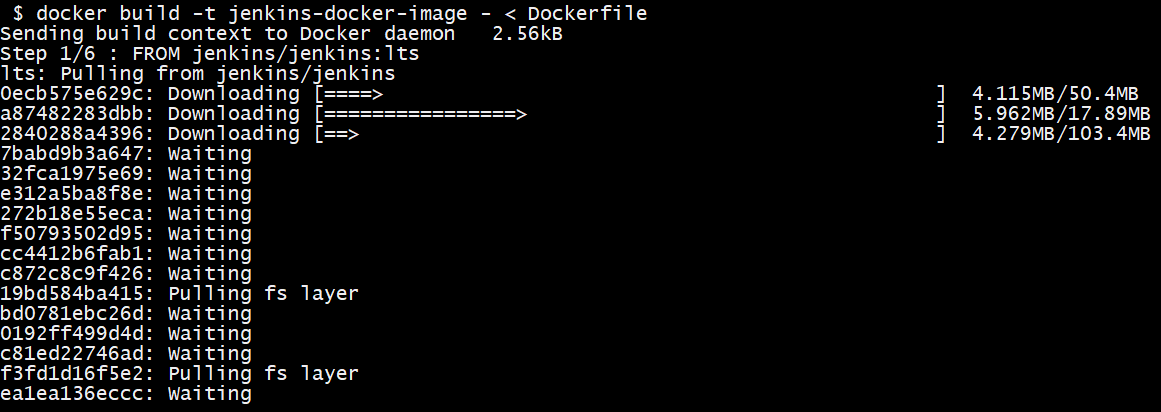 $ docker build -t jenkins-docker-image - < Dockerfile
Sending build context to Docker daemon   2.56kB
Step 1/6 : FROM jenkins/jenkins:lts
lts: Pulling from jenkins/jenkins
0ecb575e629c: Downloading [====>                                              ]  4.115MB/50.4MB
a87482283dbb: Downloading [================>                                  ]  5.962MB/17.89MB
2840288a4396: Downloading [==>                                                ]  4.279MB/103.4MB
7babd9b3a647: Waiting
32fca1975e69: Waiting
e312a5ba8f8e: Waiting
272b18e55eca: Waiting
f50793502d95: Waiting
cc4412b6fab1: Waiting
c872c8c9f426: Waiting
19bd584ba415: Pulling fs layer
bd0781ebc26d: Waiting
0192ff499d4d: Waiting
c81ed22746ad: Waiting
f3fd1d16f5e2: Pulling fs layer
ea1ea136eccc: Waiting